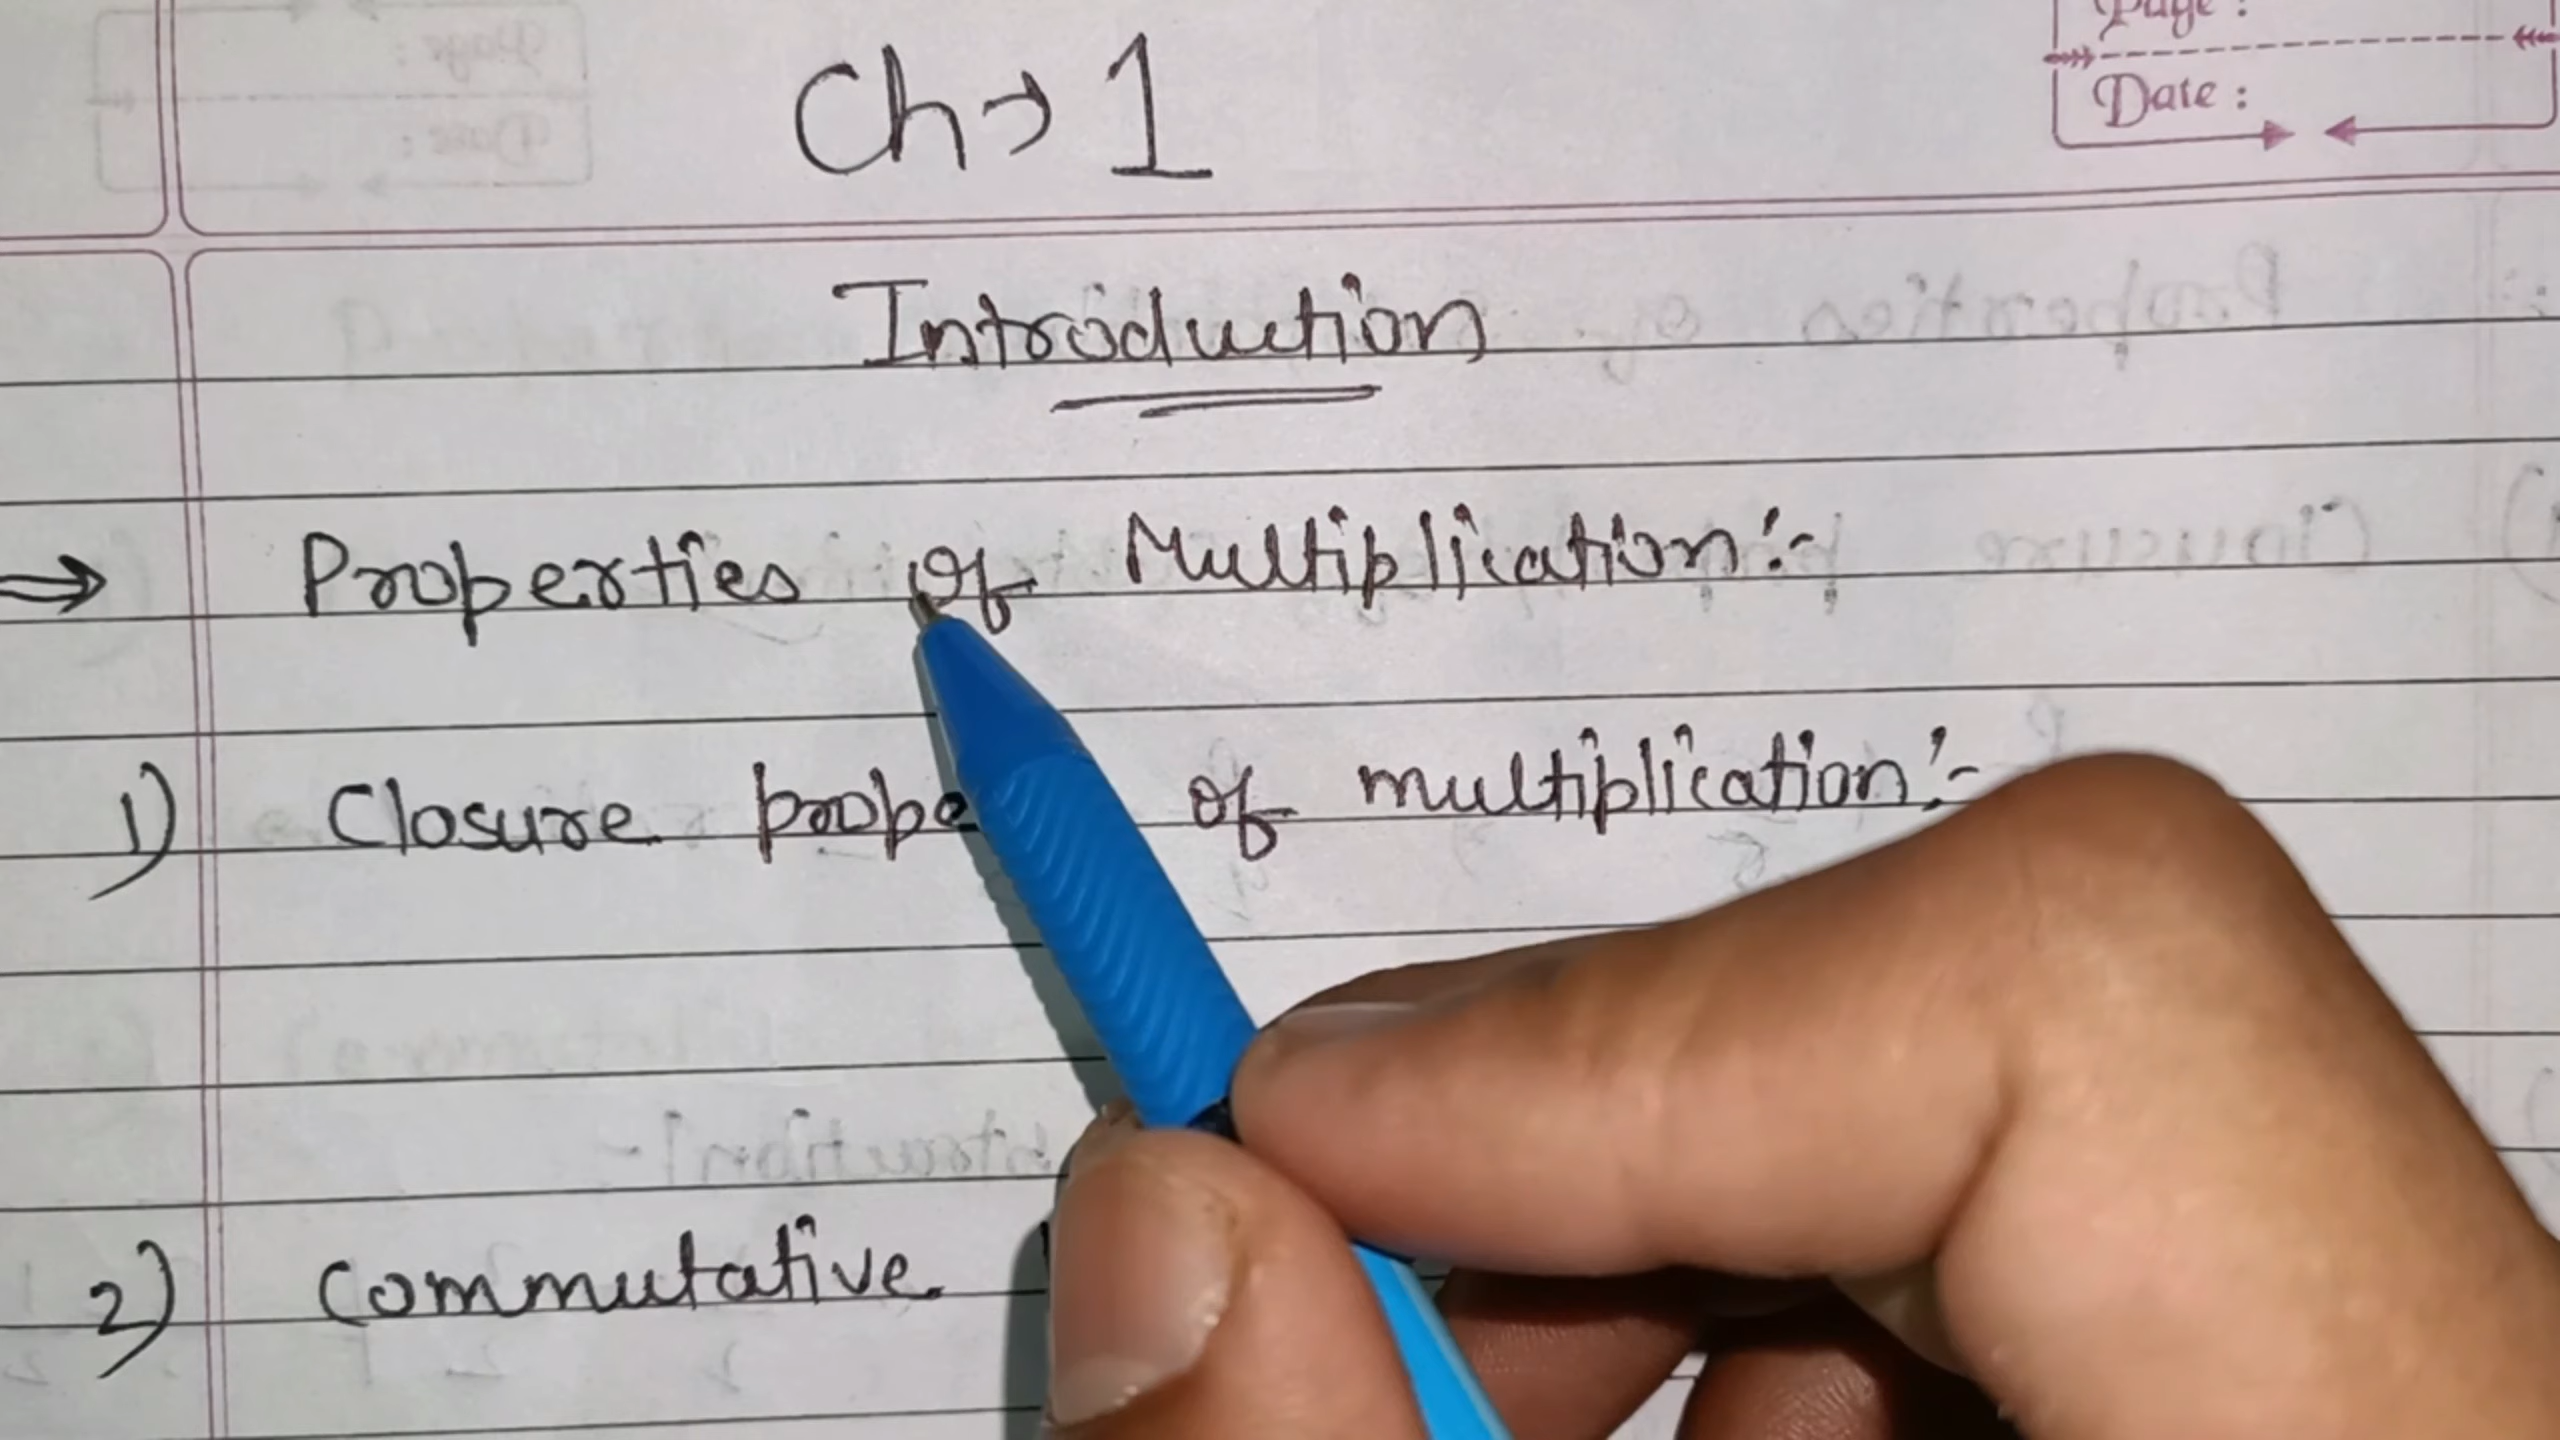 Page :
Date :
Ch → 1
Introduction
⇒ Properties of Multiplication:-
1) Closure prope of multiplication:-
2) Commutative